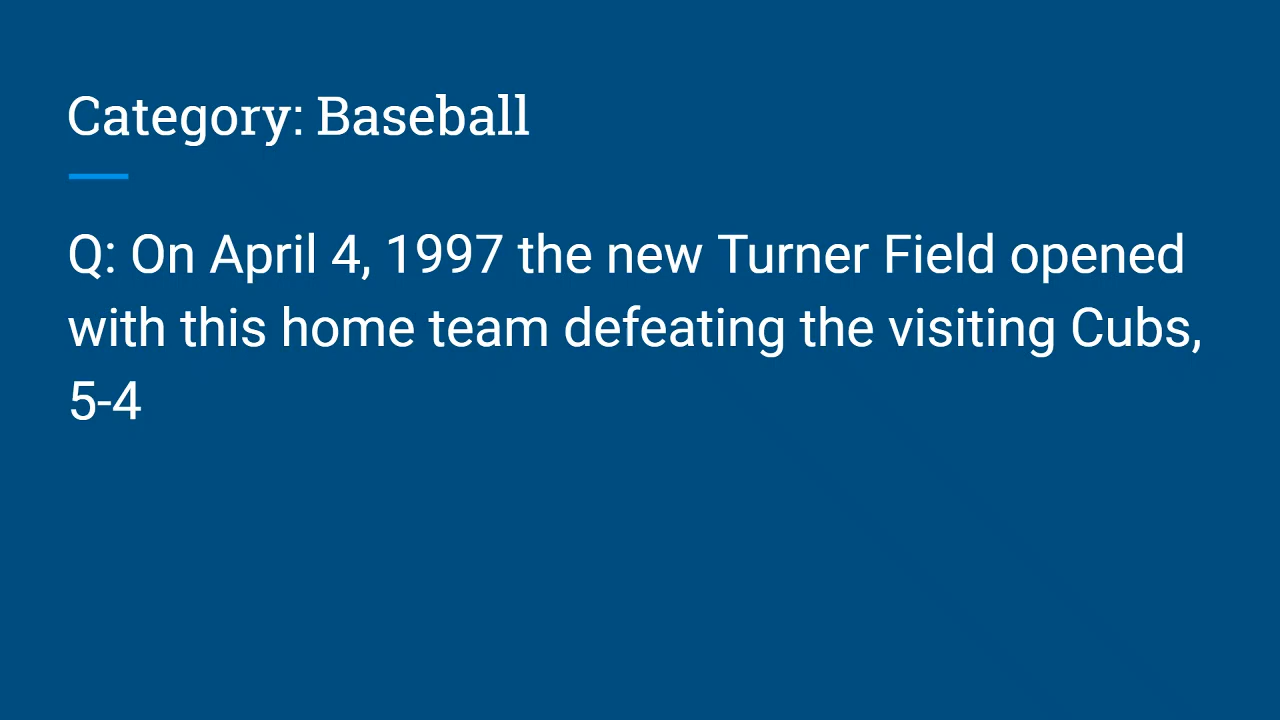 Category: Baseball
Q: On April 4, 1997 the new Turner Field opened
with this home team defeating the visiting Cubs,
5-4